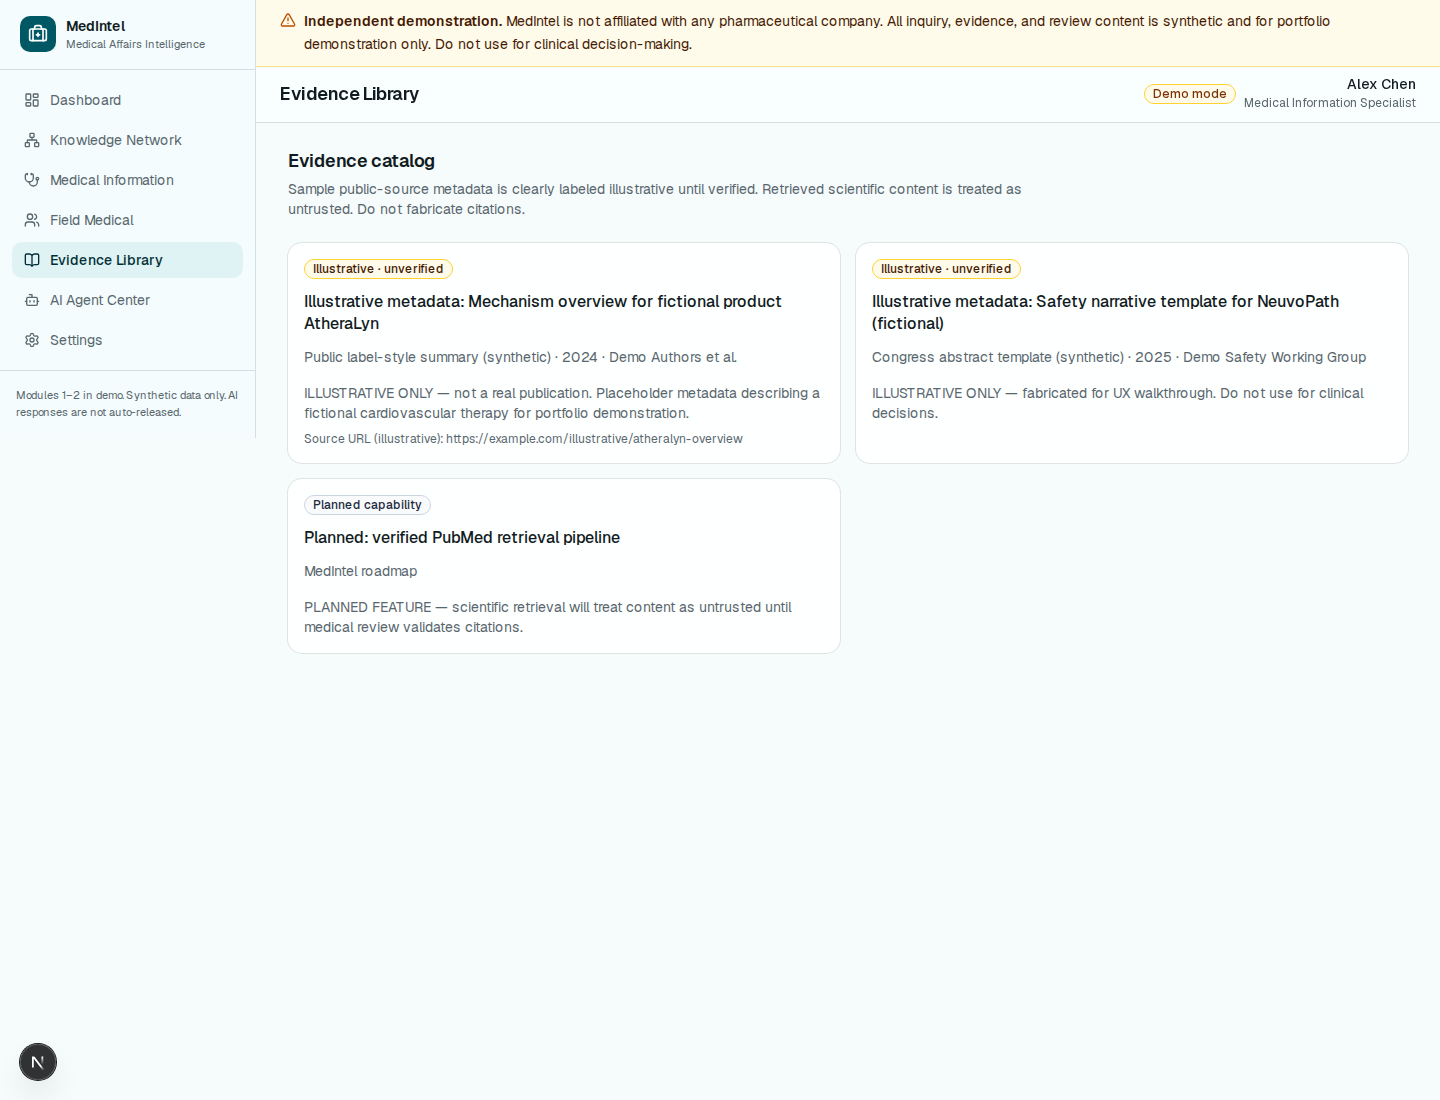 MedIntel
Medical Affairs Intelligence
Dashboard
Knowledge Network
Medical Information
Field Medical
Evidence Library
AI Agent Center
Settings
Modules 1–2 in demo. Synthetic data only. AI
responses are not auto-released.
Independent demonstration. MedIntel is not affiliated with any pharmaceutical company. All inquiry, evidence, and review content is synthetic and for portfolio
demonstration only. Do not use for clinical decision-making.
Evidence Library
Demo mode
Alex Chen
Medical Information Specialist
Evidence catalog
Sample public-source metadata is clearly labeled illustrative until verified. Retrieved scientific content is treated as
untrusted. Do not fabricate citations.
Illustrative · unverified
Illustrative metadata: Mechanism overview for fictional product
AtheraLyn
Public label-style summary (synthetic) · 2024 · Demo Authors et al.
ILLUSTRATIVE ONLY — not a real publication. Placeholder metadata describing a
fictional cardiovascular therapy for portfolio demonstration.
Source URL (illustrative): https://example.com/illustrative/atheralyn-overview
Illustrative · unverified
Illustrative metadata: Safety narrative template for NeuvoPath
(fictional)
Congress abstract template (synthetic) · 2025 · Demo Safety Working Group
ILLUSTRATIVE ONLY — fabricated for UX walkthrough. Do not use for clinical
decisions.
Planned capability
Planned: verified PubMed retrieval pipeline
MedIntel roadmap
PLANNED FEATURE — scientific retrieval will treat content as untrusted until
medical review validates citations.
N